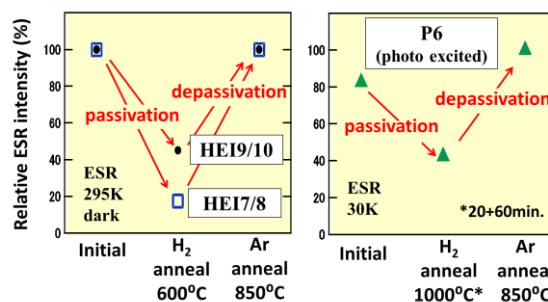 Relative ESR intensity (%)
100
80
60
40
20
0
passivation
depassivation
HEI9/10
HEI7/8
ESR
295K
dark
Initial
H₂
anneal
600°C
Ar
anneal
850°C
100
80
60
40
20
0
P6
(photo excited)
passivation
depassivation
ESR
30K
*20+60min.
Initial
H₂
anneal
1000°C*
Ar
anneal
850°C